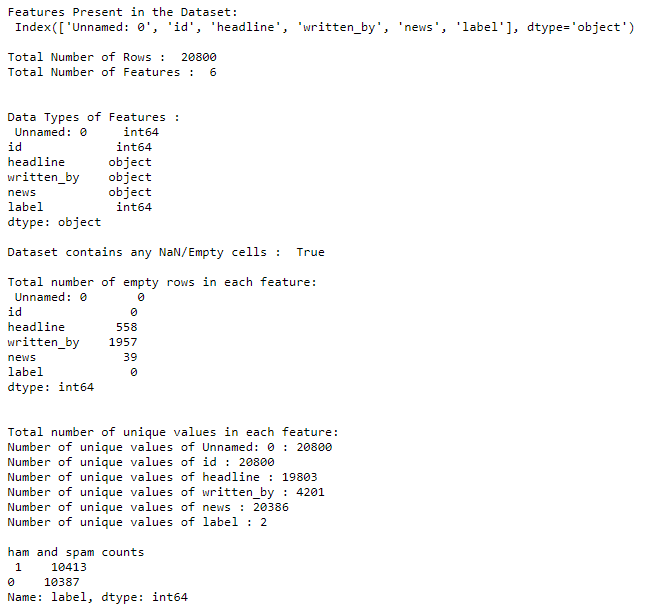 Features Present in the Dataset:
 Index(['Unnamed: 0', 'id', 'headline', 'written_by', 'news', 'label'], dtype='object')

Total Number of Rows :  20800
Total Number of Features :  6


Data Types of Features :
 Unnamed: 0     int64
id             int64
headline      object
written_by    object
news          object
label          int64
dtype: object

Dataset contains any NaN/Empty cells :  True

Total number of empty rows in each feature:
 Unnamed: 0       0
id               0
headline       558
written_by    1957
news            39
label            0
dtype: int64


Total number of unique values in each feature:
Number of unique values of Unnamed: 0 : 20800
Number of unique values of id : 20800
Number of unique values of headline : 19803
Number of unique values of written_by : 4201
Number of unique values of news : 20386
Number of unique values of label : 2

ham and spam counts
 1    10413
0    10387
Name: label, dtype: int64